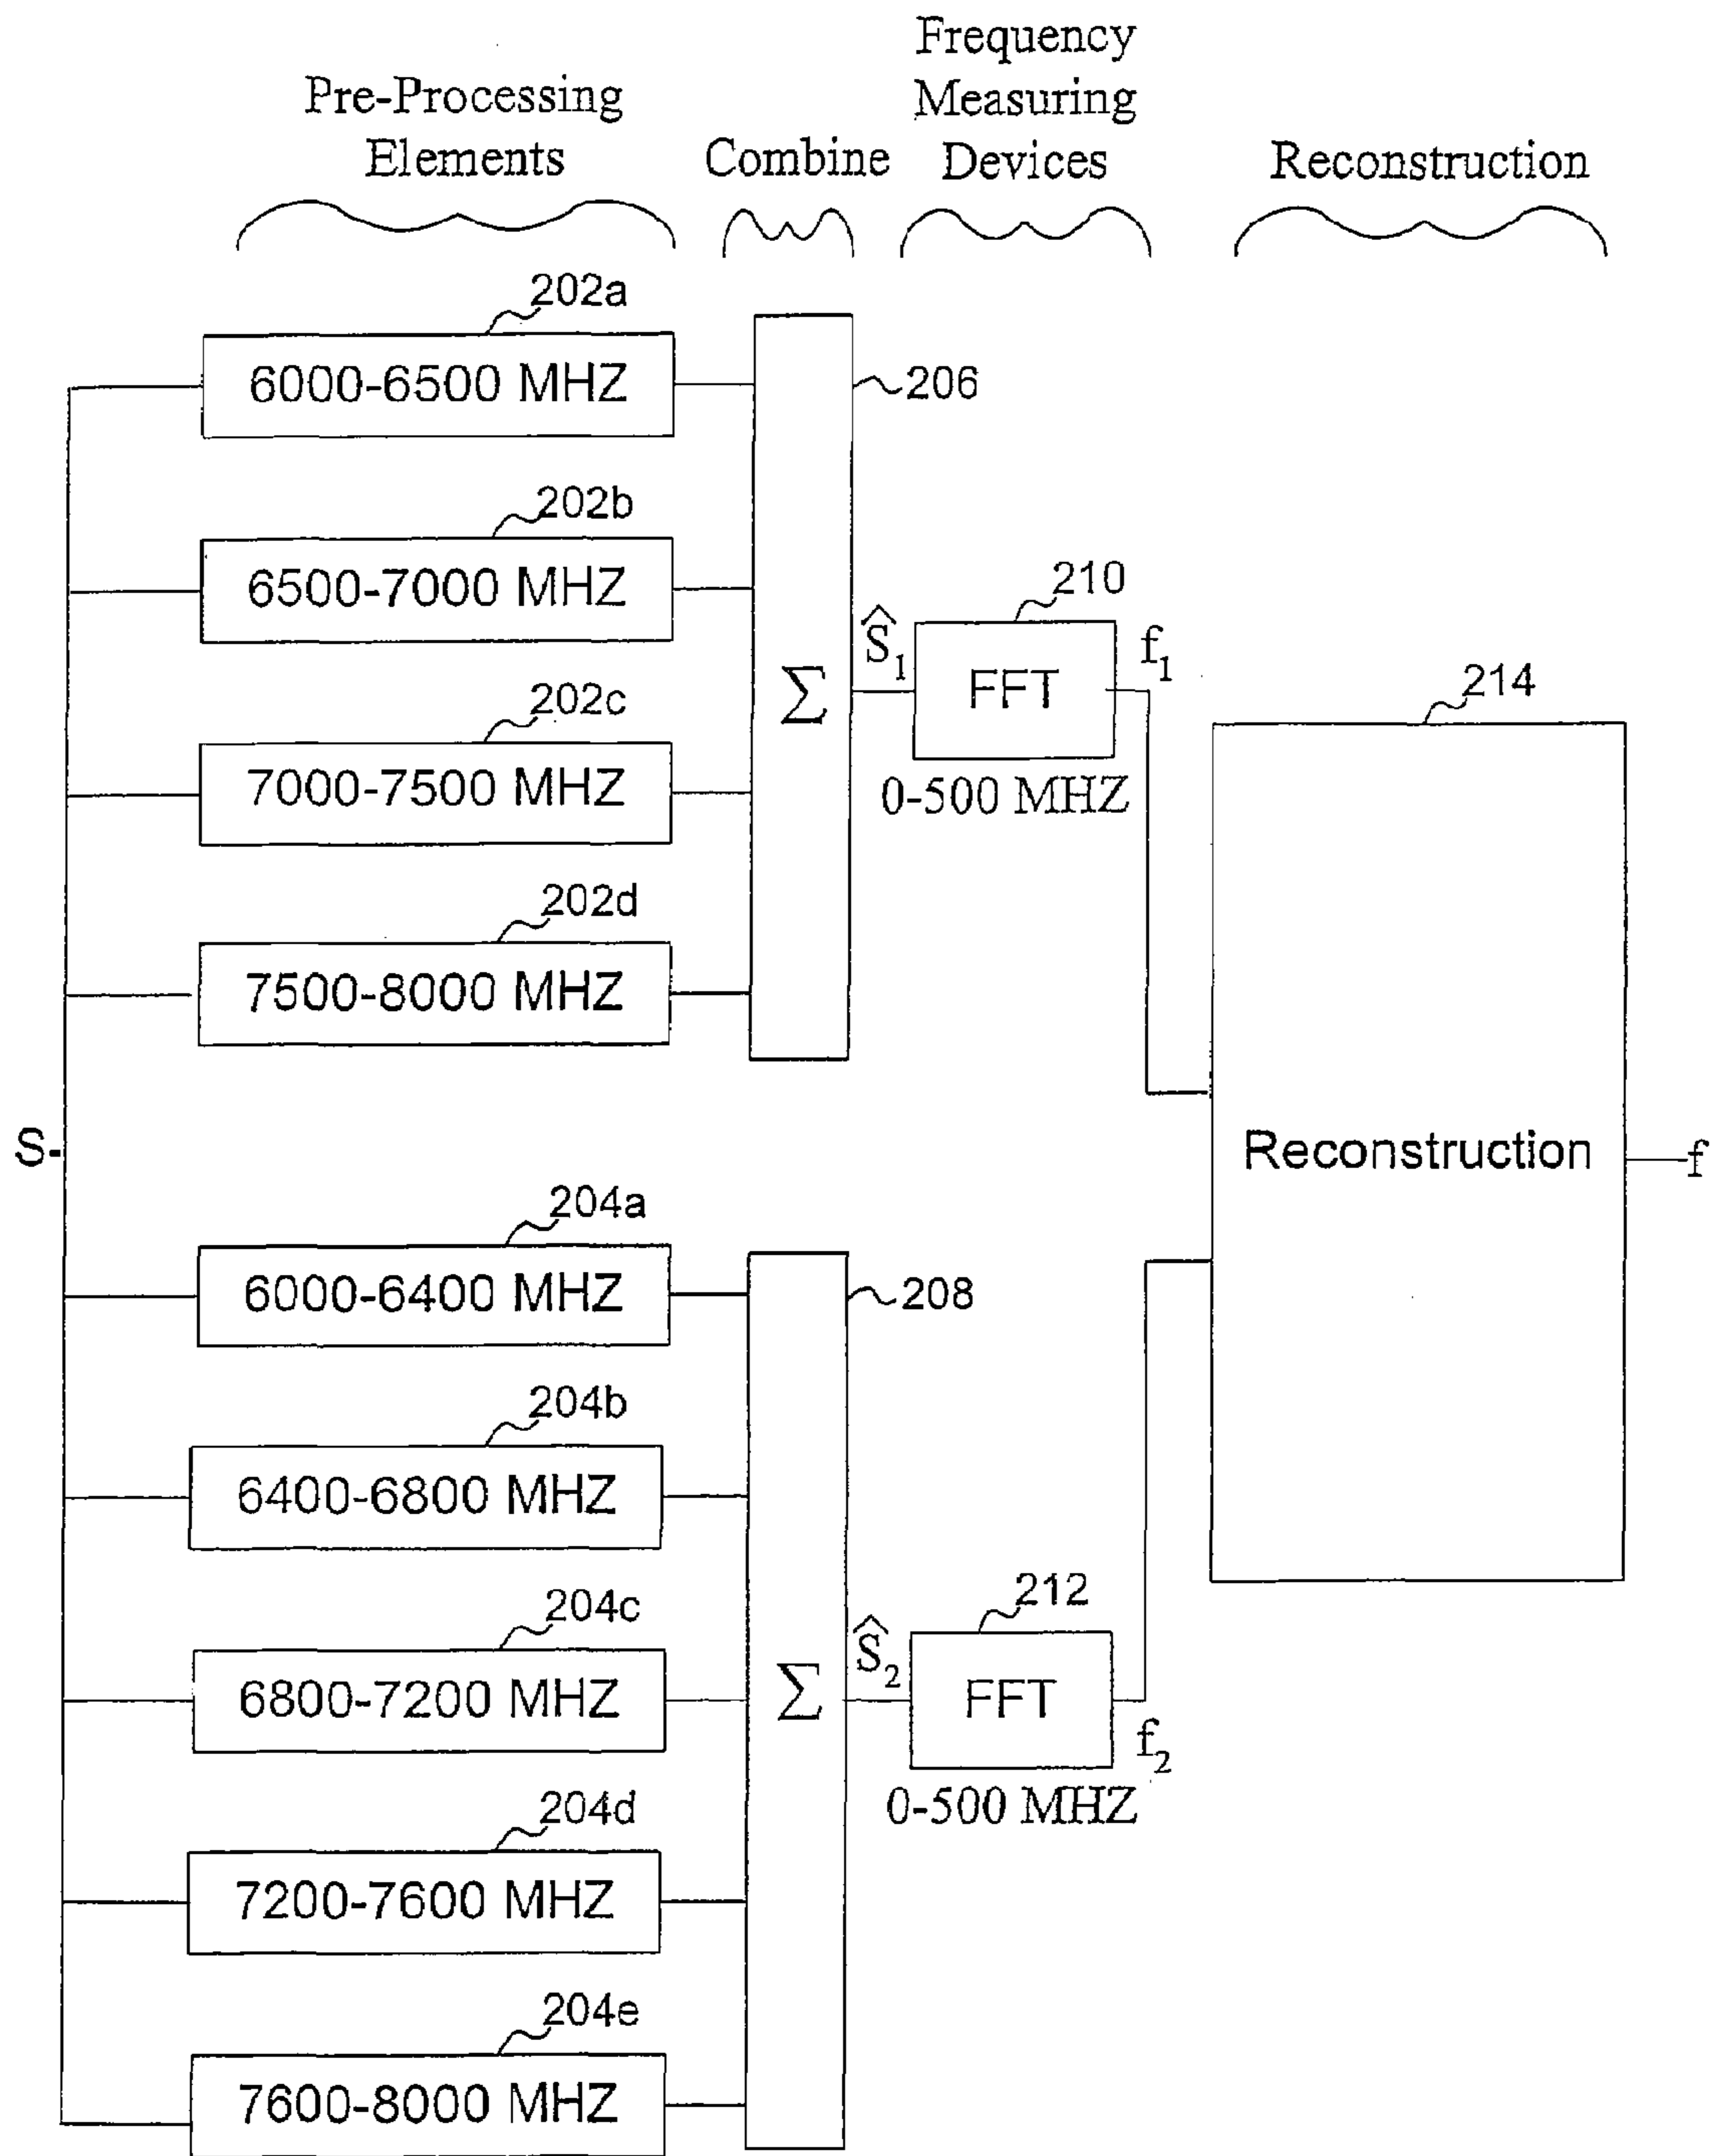 Pre-Processing
Elements
Combine
Frequency
Measuring
Devices
Reconstruction
202a
6000-6500 MHZ
206
202b
6500-7000 MHZ
202c
7000-7500 MHZ
202d
7500-8000 MHZ
Σ
Ŝ1
210
FFT
0-500 MHZ
f1
214
Reconstruction
f
S
204a
6000-6400 MHZ
208
204b
6400-6800 MHZ
204c
6800-7200 MHZ
204d
7200-7600 MHZ
204e
7600-8000 MHZ
Σ
Ŝ2
212
FFT
0-500 MHZ
f2